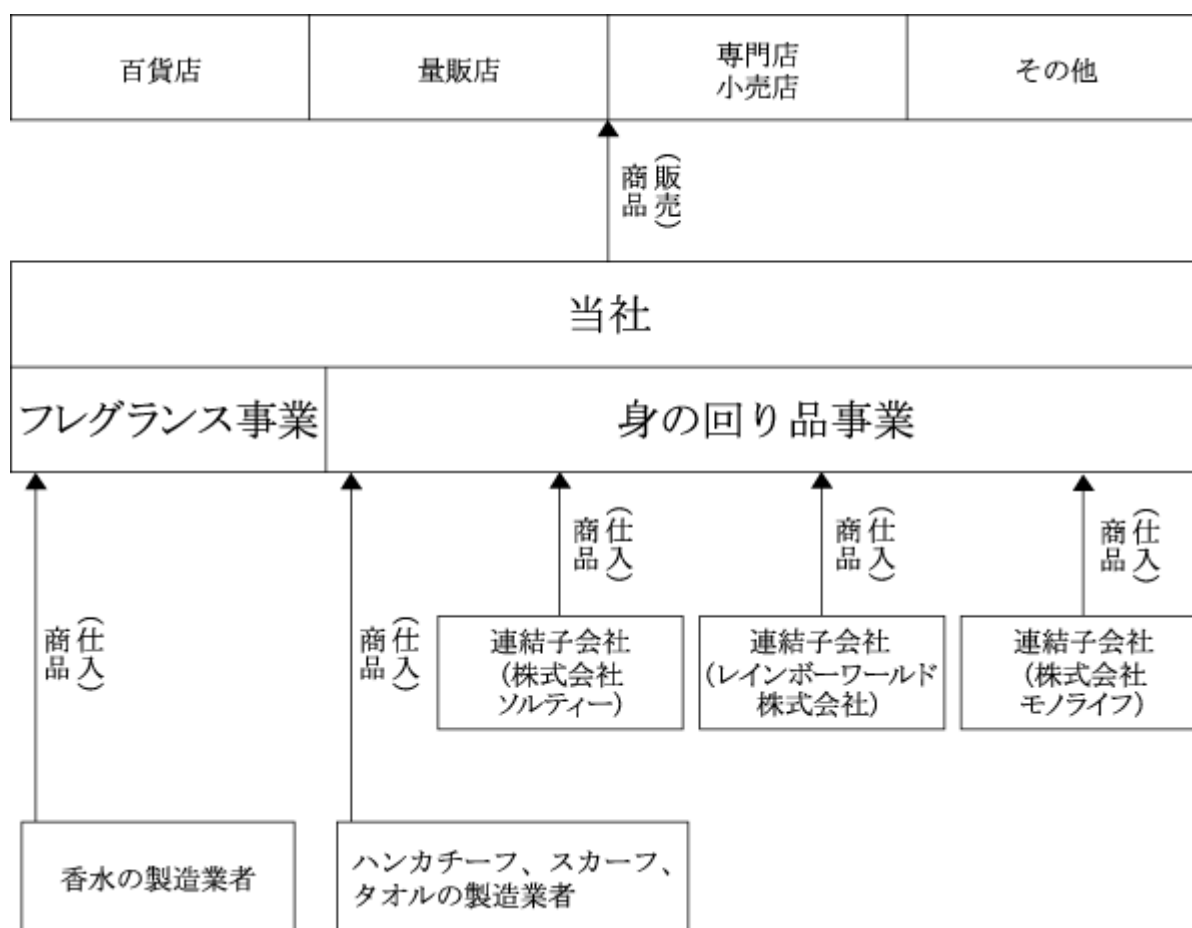 百貨店
量販店
専門店
小売店
その他
商品
(販売)
当社
フレグランス事業
身の回り品事業
商品
(仕入)
商品
(仕入)
商品
(仕入)
商品
(仕入)
商品
(仕入)
連結子会社
(株式会社
ソルティー)
連結子会社
(レインボーワールド
株式会社)
連結子会社
(株式会社
モノライフ)
香水の製造業者
ハンカチーフ、スカーフ、
タオルの製造業者